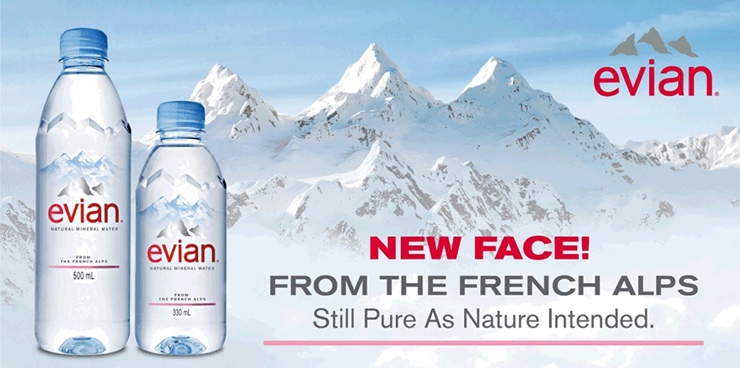 evian.
NATURAL MINERAL WATER
FROM
THE FRENCH ALPS
500 mL
evian.
NATURAL MINERAL WATER
FROM
THE FRENCH ALPS
330 mL
evian.
NEW FACE!
FROM THE FRENCH ALPS
Still Pure As Nature Intended.